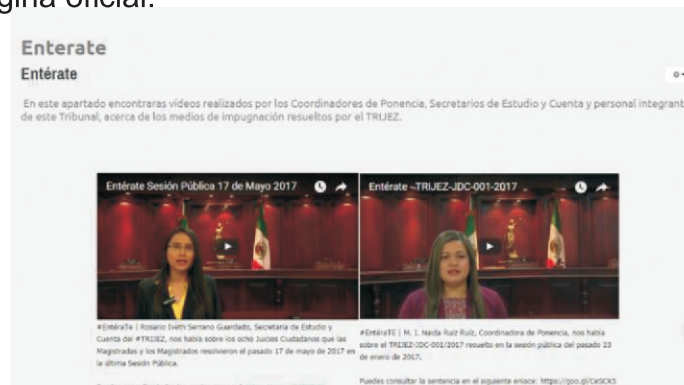 gina oficial.
Enterate
Entérate
En este apartado encontraras vídeos realizados por los Coordinadores de Ponencia, Secretarios de Estudio y Cuenta y personal integrant
de este Tribunal, acerca de los medios de impugnación resueltos por el TRIJEZ.
Entérate Sesión Pública 17 de Mayo 2017
#EntéraTe | Rosario Iveth Serrano Guardado, Secretaria de Estudio y
Cuenta del #TRIJEZ, nos habla sobre los ocho Juicios Ciudadanos que las
Magistradas y los Magistrados resolvieron el pasado 17 de mayo de 2017 en
la última Sesión Pública.
Entérate -TRIJEZ-JDC-001-2017
#EntéraTE | M. I. Naida Ruiz Ruiz, Coordinadora de Ponencia, nos habla
sobre el TRIJEZ-JDC-001/2017 resuelto en la sesión pública del pasado 23
de enero de 2017.
Puedes consultar la sentencia en el siguiente enlace: